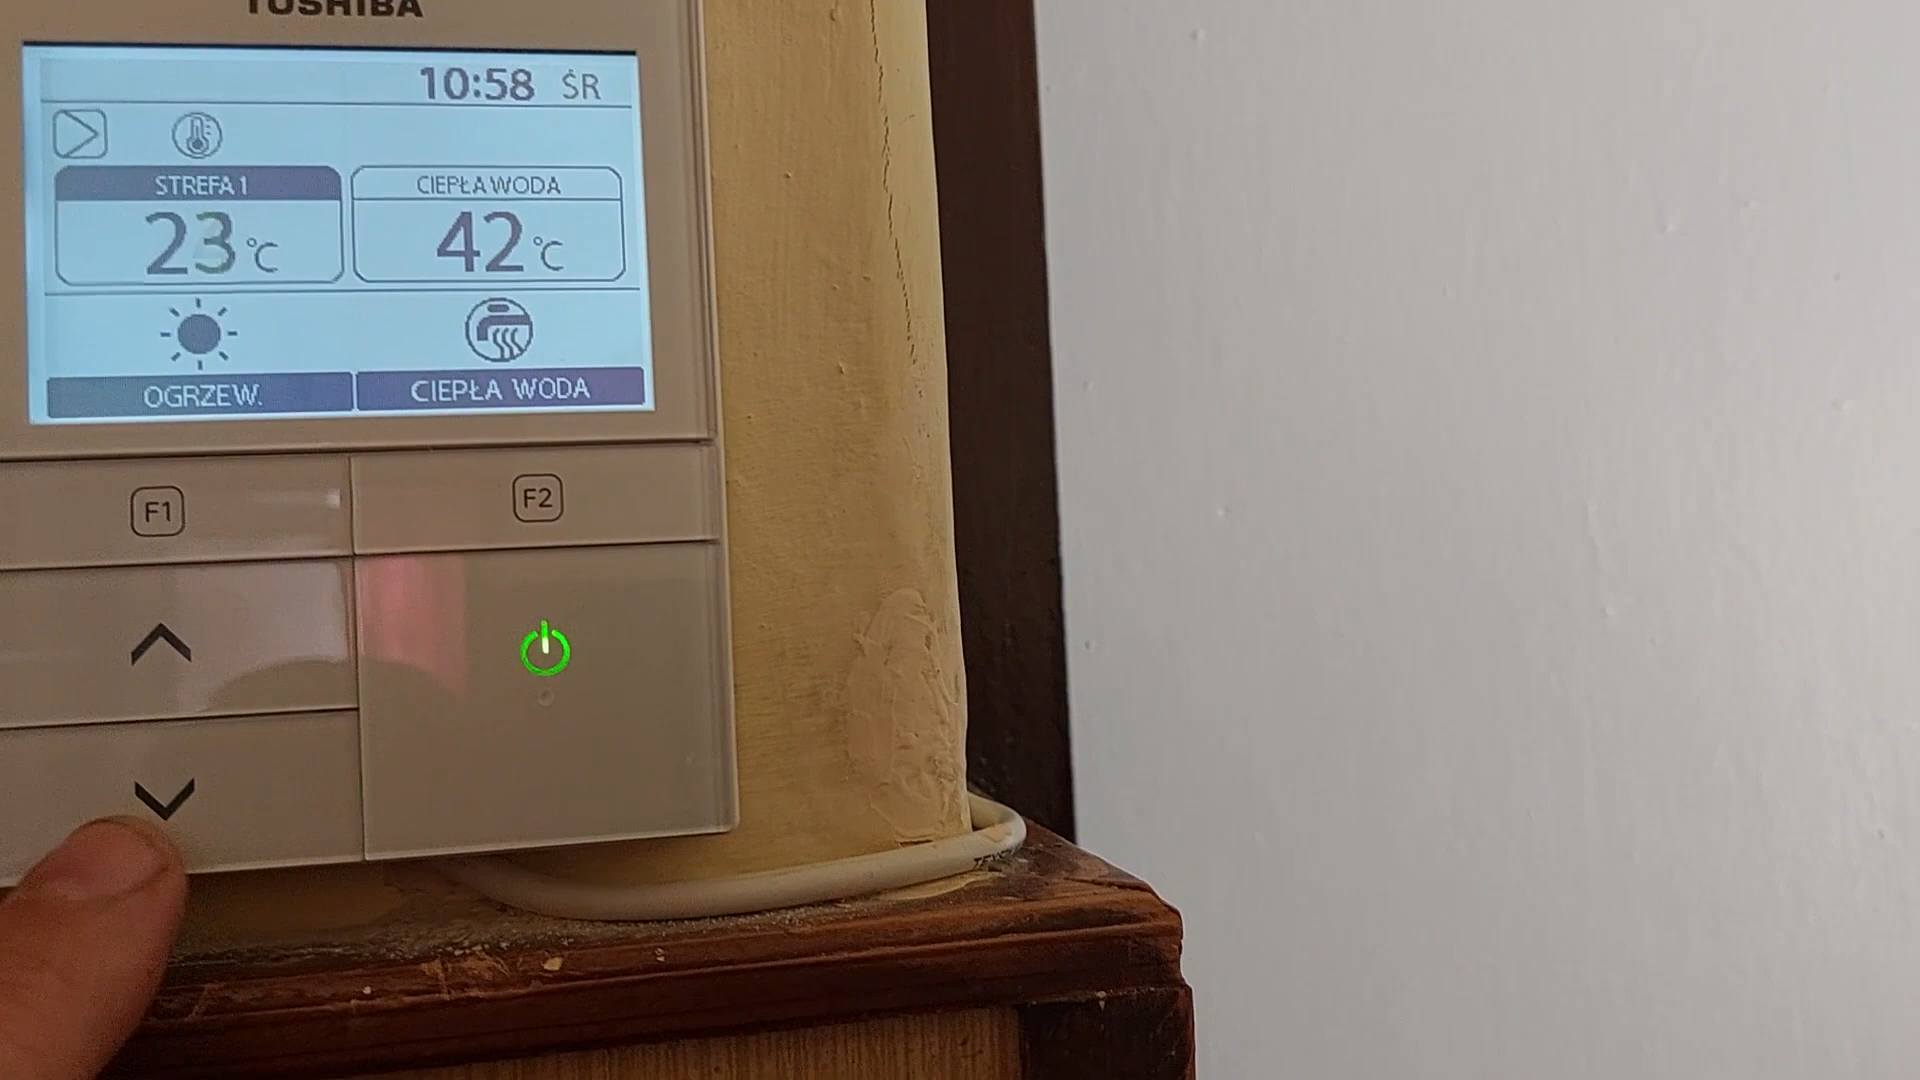 TOSHIBA
10:58 ŚR
STREFA 1 CIEPŁA WODA
23 °C 42 °C
OGRZEW. CIEPŁA WODA
F1 F2